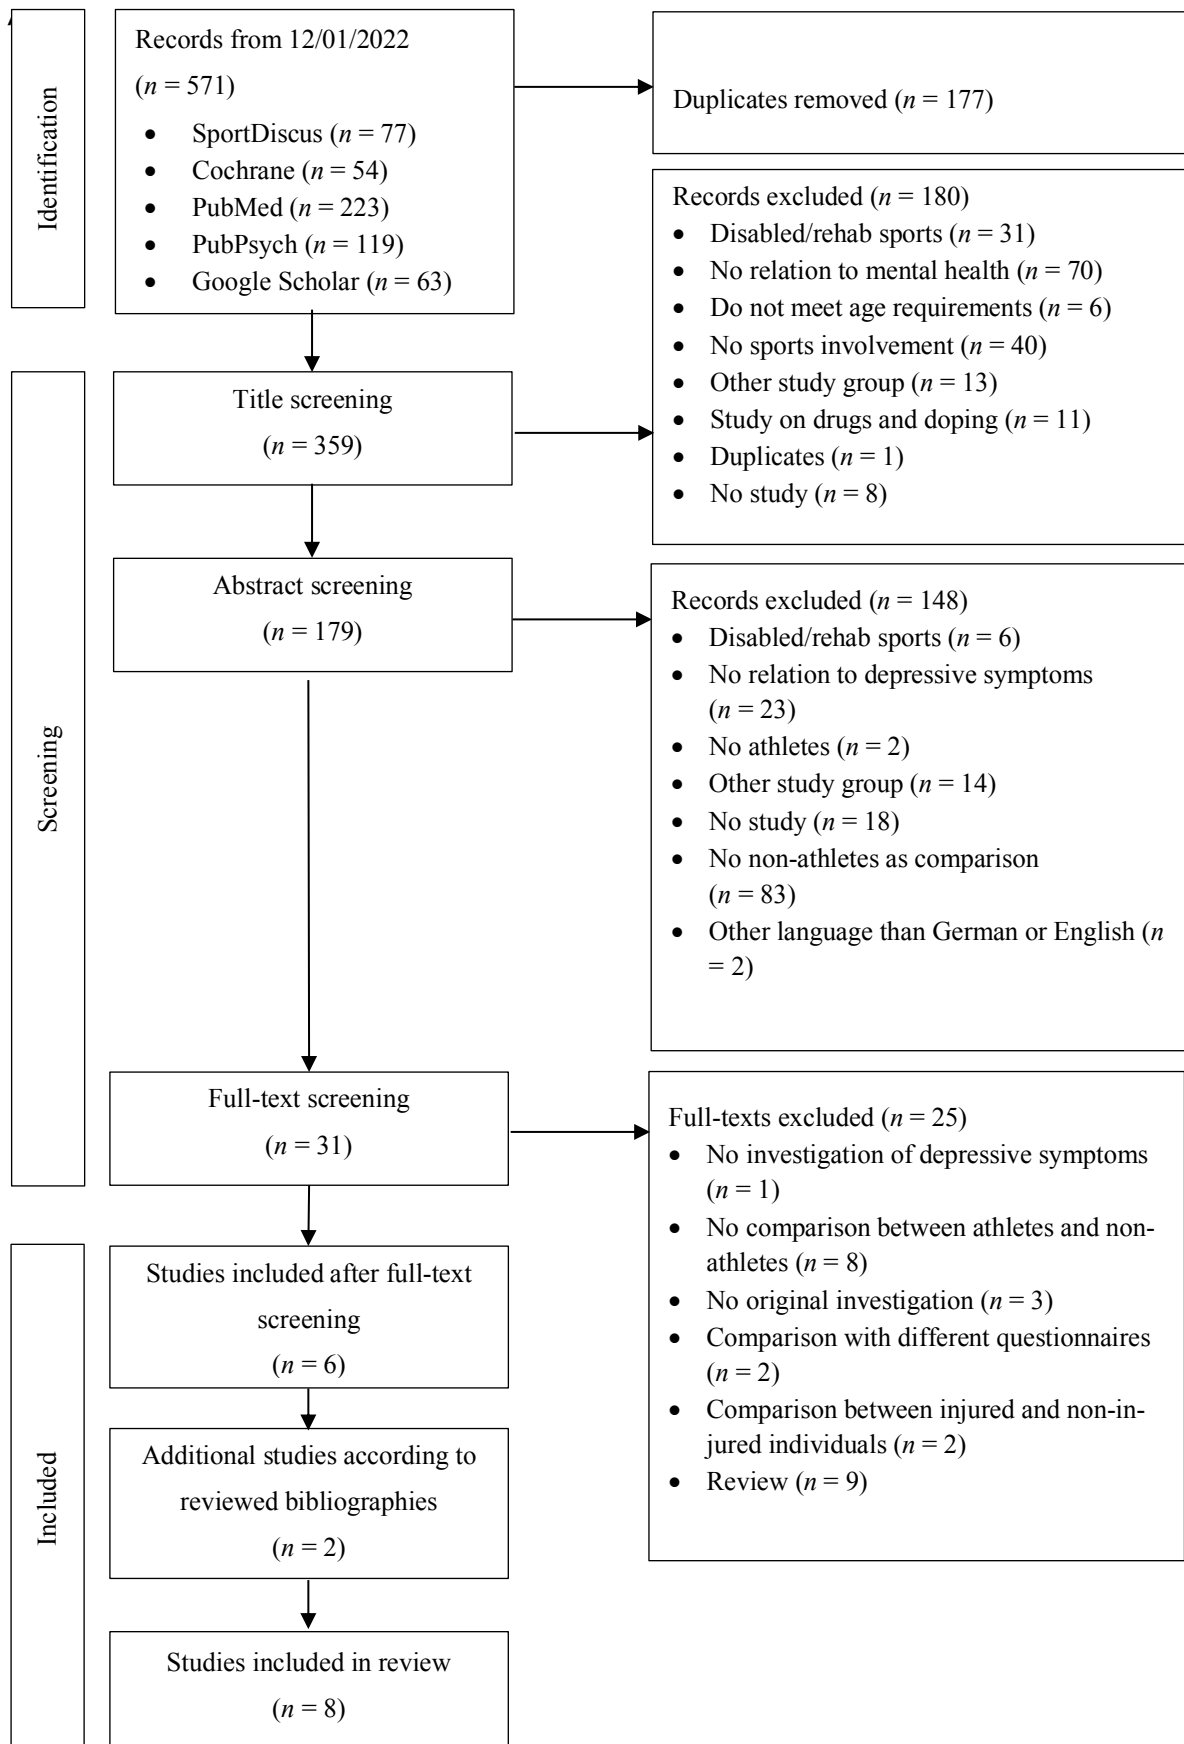 Identification
Records from 12/01/2022
(n = 571)
• SportDiscus (n = 77)
• Cochrane (n = 54)
• PubMed (n = 223)
• PubPsych (n = 119)
• Google Scholar (n = 63)
Duplicates removed (n = 177)
Records excluded (n = 180)
• Disabled/rehab sports (n = 31)
• No relation to mental health (n = 70)
• Do not meet age requirements (n = 6)
• No sports involvement (n = 40)
• Other study group (n = 13)
• Study on drugs and doping (n = 11)
• Duplicates (n = 1)
• No study (n = 8)
Screening
Title screening
(n = 359)
Abstract screening
(n = 179)
Records excluded (n = 148)
• Disabled/rehab sports (n = 6)
• No relation to depressive symptoms
(n = 23)
• No athletes (n = 2)
• Other study group (n = 14)
• No study (n = 18)
• No non-athletes as comparison
(n = 83)
• Other language than German or English (n
= 2)
Full-text screening
(n = 31)
Full-texts excluded (n = 25)
• No investigation of depressive symptoms
(n = 1)
• No comparison between athletes and non-
athletes (n = 8)
• No original investigation (n = 3)
• Comparison with different questionnaires
(n = 2)
• Comparison between injured and non-in-
jured individuals (n = 2)
• Review (n = 9)
Included
Studies included after full-text
screening
(n = 6)
Additional studies according to
reviewed bibliographies
(n = 2)
Studies included in review
(n = 8)